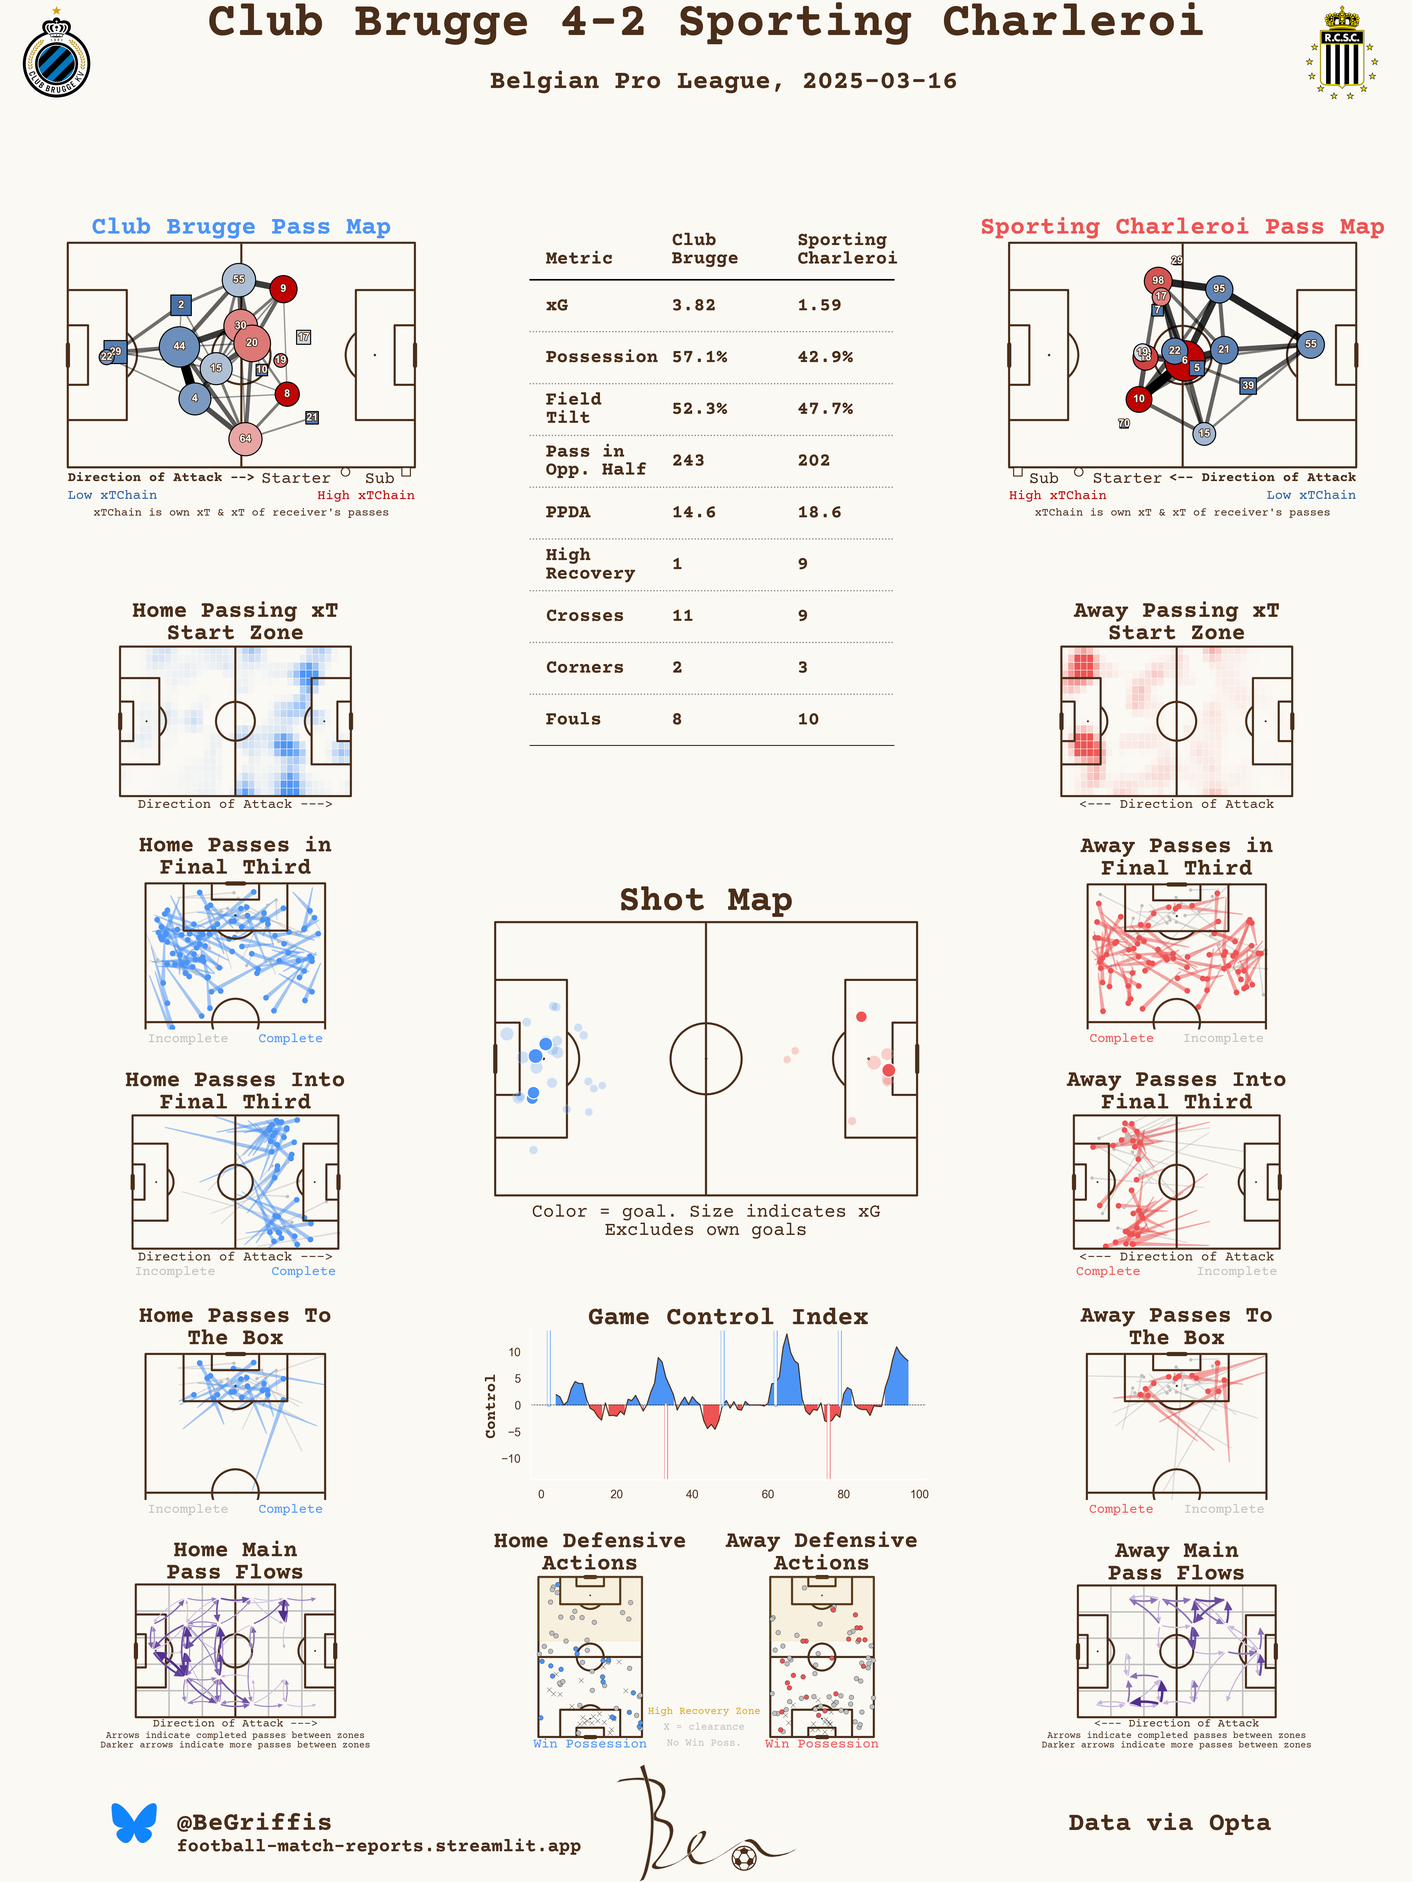 Club Brugge 4-2 Sporting Charleroi
Belgian Pro League, 2025-03-16
CLUB BRUGGE KV
R.C.S.C.
Club Brugge Pass Map
55
9
2
30
20
17
44
29
22
19
15
10
4
8
21
64
Direction of Attack --> Starter Sub
Low xTChain High xTChain
xTChain is own xT & xT of receiver's passes
Metric Club Brugge Sporting Charleroi
xG 3.82 1.59
Possession 57.1% 42.9%
Field Tilt 52.3% 47.7%
Pass in Opp. Half 243 202
PPDA 14.6 18.6
High Recovery 1 9
Crosses 11 9
Corners 2 3
Fouls 8 10
Sporting Charleroi Pass Map
29
98
17
95
7
55
19
22
6
21
5
39
10
70
15
Sub Starter <-- Direction of Attack
High xTChain Low xTChain
xTChain is own xT & xT of receiver's passes
Home Passing xT
Start Zone
Direction of Attack --->
Away Passing xT
Start Zone
<--- Direction of Attack
Home Passes in
Final Third
Incomplete Complete
Away Passes in
Final Third
Complete Incomplete
Shot Map
Color = goal. Size indicates xG
Excludes own goals
Home Passes Into
Final Third
Direction of Attack --->
Incomplete Complete
Away Passes Into
Final Third
<--- Direction of Attack
Complete Incomplete
Home Passes To
The Box
Incomplete Complete
Game Control Index
Control
10
5
0
−5
−10
0 20 40 60 80 100
Away Passes To
The Box
Complete Incomplete
Home Main
Pass Flows
Direction of Attack --->
Arrows indicate completed passes between zones
Darker arrows indicate more passes between zones
Home Defensive
Actions
Win Possession
Away Defensive
Actions
Win Possession
High Recovery Zone
X = clearance
No Win Poss.
Away Main
Pass Flows
<--- Direction of Attack
Arrows indicate completed passes between zones
Darker arrows indicate more passes between zones
@BeGriffis
football-match-reports.streamlit.app
Ben
Data via Opta